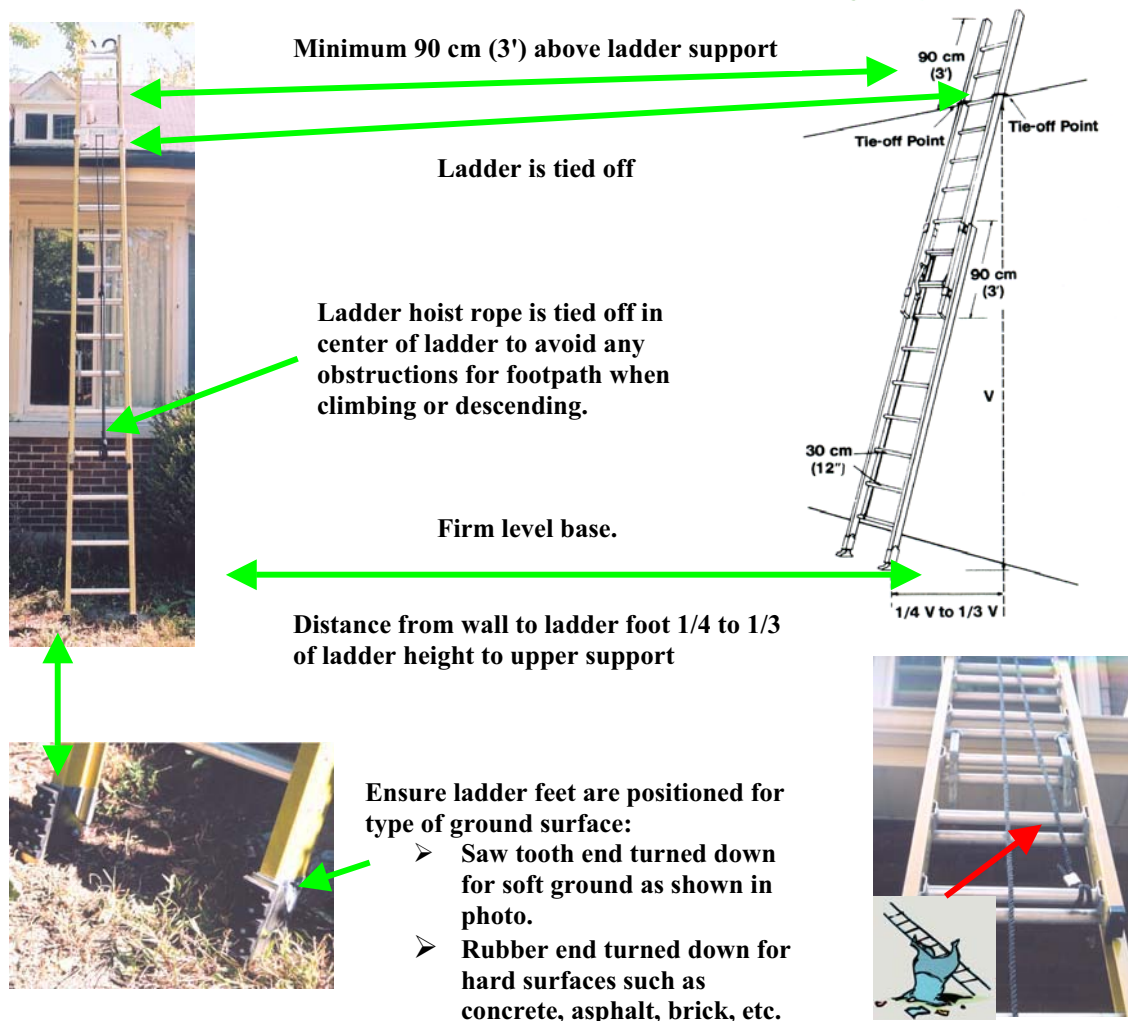 Minimum 90 cm (3') above ladder support
90 cm
(3')
Tie-off Point
Tie-off Point
Ladder is tied off
90 cm
(3')
Ladder hoist rope is tied off in
center of ladder to avoid any
obstructions for footpath when
climbing or descending.
V
30 cm
(12")
Firm level base.
1/4 V to 1/3 V
Distance from wall to ladder foot 1/4 to 1/3
of ladder height to upper support
Ensure ladder feet are positioned for
type of ground surface:
➢ Saw tooth end turned down
for soft ground as shown in
photo.
➢ Rubber end turned down for
hard surfaces such as
concrete, asphalt, brick, etc.